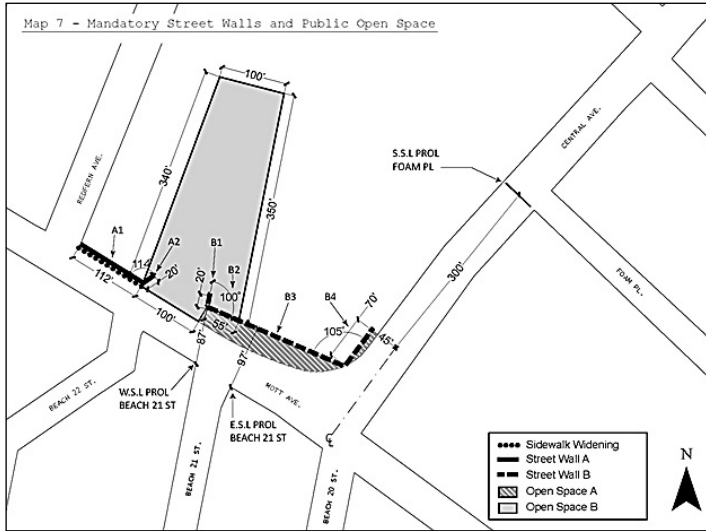 Map 7 - Mandatory Street Walls and Public Open Space
100'
CENTRAL AVE.
S.S.L PROL
FOAM PL
REDFERN AVE.
340'
350'
A1
A2
B1
B2
114°
20'
20'
100°
B3
B4
70'
300'
FOAM PL.
112'
100'
55'
105°
45'
87'
97'
W.S.L PROL
BEACH 21 ST
E.S.L PROL
BEACH 21 ST
MOTT AVE.
BEACH 22 ST.
BEACH 21 ST.
BEACH 20 ST.
CL
Sidewalk Widening
Street Wall A
Street Wall B
Open Space A
Open Space B
N